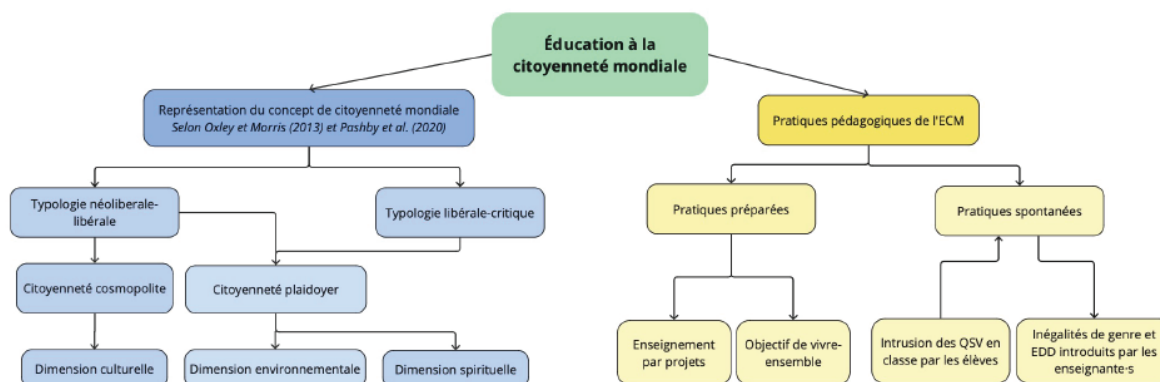 Éducation à la
citoyenneté mondiale
Représentation du concept de citoyenneté mondiale
Selon Oxley et Morris (2013) et Pashby et al. (2020)
Pratiques pédagogiques de l'ECM
Typologie néoliberale-
libérale
Typologie libérale-critique
Pratiques préparées
Pratiques spontanées
Citoyenneté cosmopolite
Citoyenneté plaidoyer
Dimension culturelle
Dimension environnementale
Dimension spirituelle
Enseignement
par projets
Objectif de vivre-
ensemble
Intrusion des QSV en
classe par les élèves
Inégalités de genre et
EDD introduits par les
enseignante·s